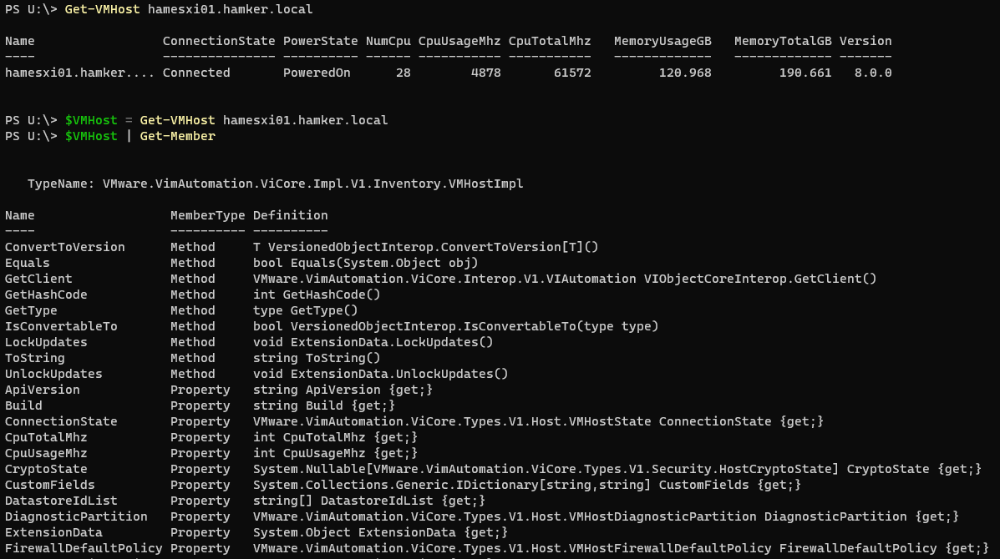 PS U:\> Get-VMHost hamesxi01.hamker.local
Name                 ConnectionState PowerState NumCpu CpuUsageMhz CpuTotalMhz   MemoryUsageGB   MemoryTotalGB Version
----                 --------------- ---------- ------ ----------- -----------   -------------   ------------- -------
hamesxi01.hamker.... Connected       PoweredOn      28        4878       61572         120.968         190.661   8.0.0
PS U:\> $VMHost = Get-VMHost hamesxi01.hamker.local
PS U:\> $VMHost | Get-Member
   TypeName: VMware.VimAutomation.ViCore.Impl.V1.Inventory.VMHostImpl
Name                  MemberType Definition
----                  ---------- ----------
ConvertToVersion      Method     T VersionedObjectInterop.ConvertToVersion[T]()
Equals                Method     bool Equals(System.Object obj)
GetClient             Method     VMware.VimAutomation.ViCore.Interop.V1.VIAutomation VIObjectCoreInterop.GetClient()
GetHashCode           Method     int GetHashCode()
GetType               Method     type GetType()
IsConvertableTo       Method     bool VersionedObjectInterop.IsConvertableTo(type type)
LockUpdates           Method     void ExtensionData.LockUpdates()
ToString              Method     string ToString()
UnlockUpdates         Method     void ExtensionData.UnlockUpdates()
ApiVersion            Property   string ApiVersion {get;}
Build                 Property   string Build {get;}
ConnectionState       Property   VMware.VimAutomation.ViCore.Types.V1.Host.VMHostState ConnectionState {get;}
CpuTotalMhz           Property   int CpuTotalMhz {get;}
CpuUsageMhz           Property   int CpuUsageMhz {get;}
CryptoState           Property   System.Nullable[VMware.VimAutomation.ViCore.Types.V1.Security.HostCryptoState] CryptoState {get;}
CustomFields          Property   System.Collections.Generic.IDictionary[string,string] CustomFields {get;}
DatastoreIdList       Property   string[] DatastoreIdList {get;}
DiagnosticPartition   Property   VMware.VimAutomation.ViCore.Types.V1.Host.VMHostDiagnosticPartition DiagnosticPartition {get;}
ExtensionData         Property   System.Object ExtensionData {get;}
FirewallDefaultPolicy Property   VMware.VimAutomation.ViCore.Types.V1.Host.VMHostFirewallDefaultPolicy FirewallDefaultPolicy {get;}